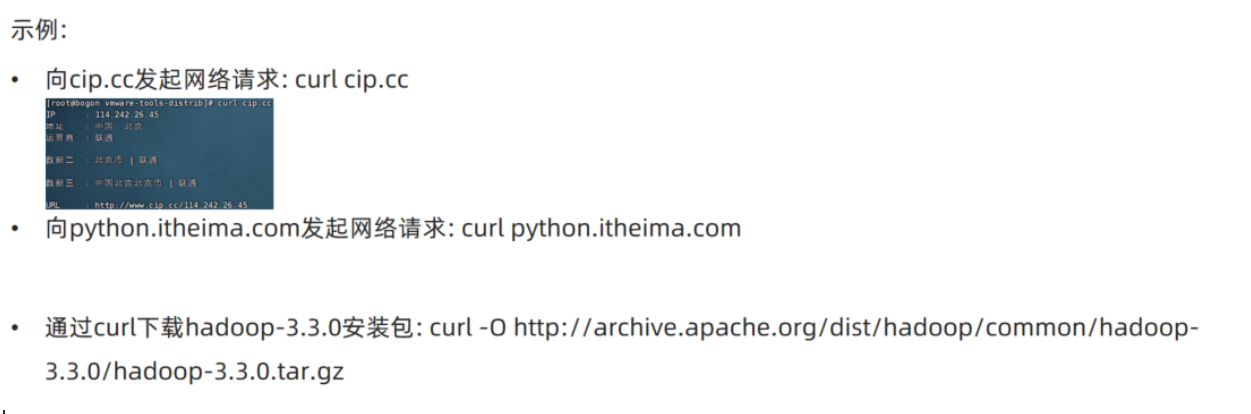 示例:
• 向cip.cc发起网络请求: curl cip.cc
[root@bogon vmware-tools-distrib]# curl cip.cc
IP : 114.242.26.45
地址 : 中国 北京
运营商 : 联通
数据二 : 北京市 | 联通
数据三 : 中国北京北京市 | 联通
URL : http://www.cip.cc/114.242.26.45
• 向python.itheima.com发起网络请求: curl python.itheima.com
• 通过curl下载hadoop-3.3.0安装包: curl -O http://archive.apache.org/dist/hadoop/common/hadoop-
3.3.0/hadoop-3.3.0.tar.gz